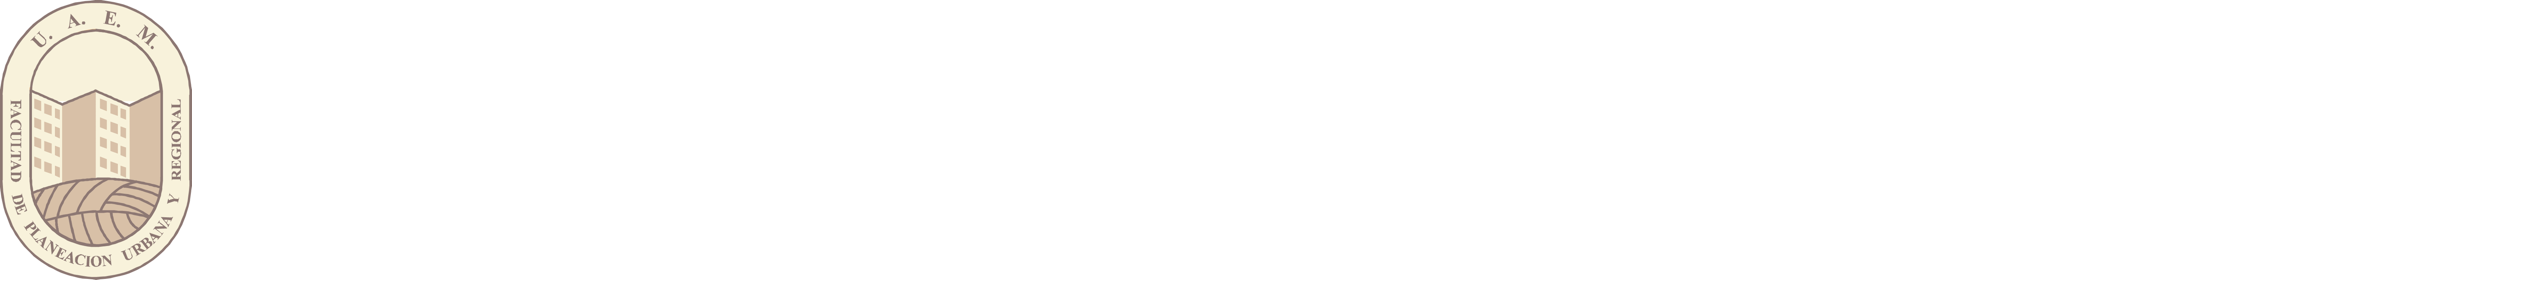 U. A. E. M.
FACULTAD DE PLANEACION URBANA Y REGIONAL